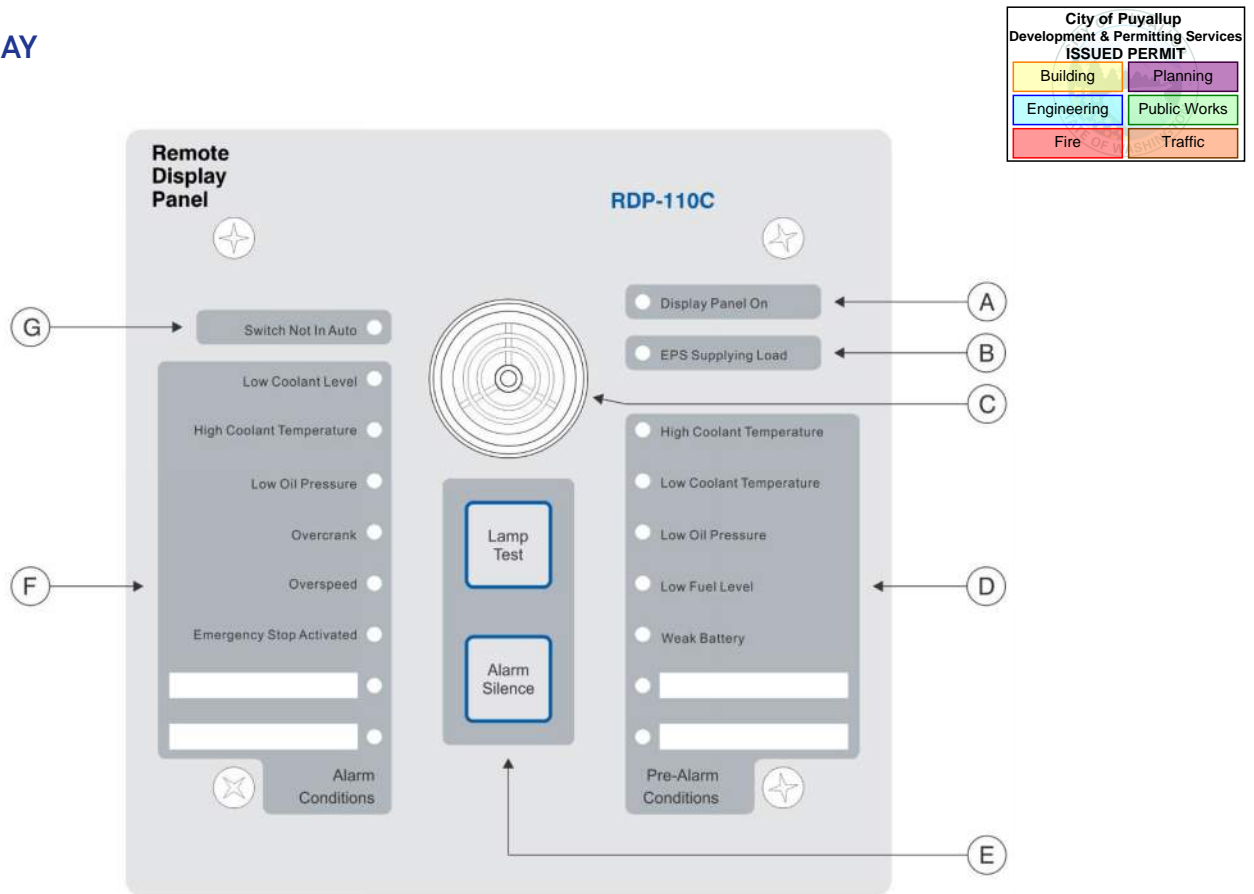 AY
City of Puyallup
Development & Permitting Services
ISSUED PERMIT
Building
Planning
Engineering
Public Works
Fire
Traffic
OF WASHINGTON
Remote
Display
Panel
RDP-110C
A
Display Panel On
G
Switch Not In Auto
B
EPS Supplying Load
C
Low Coolant Level
High Coolant Temperature
Low Oil Pressure
Overcrank
Overspeed
Emergency Stop Activated
F
Alarm
Conditions
Lamp
Test
Alarm
Silence
High Coolant Temperature
Low Coolant Temperature
Low Oil Pressure
Low Fuel Level
Weak Battery
D
Pre-Alarm
Conditions
E